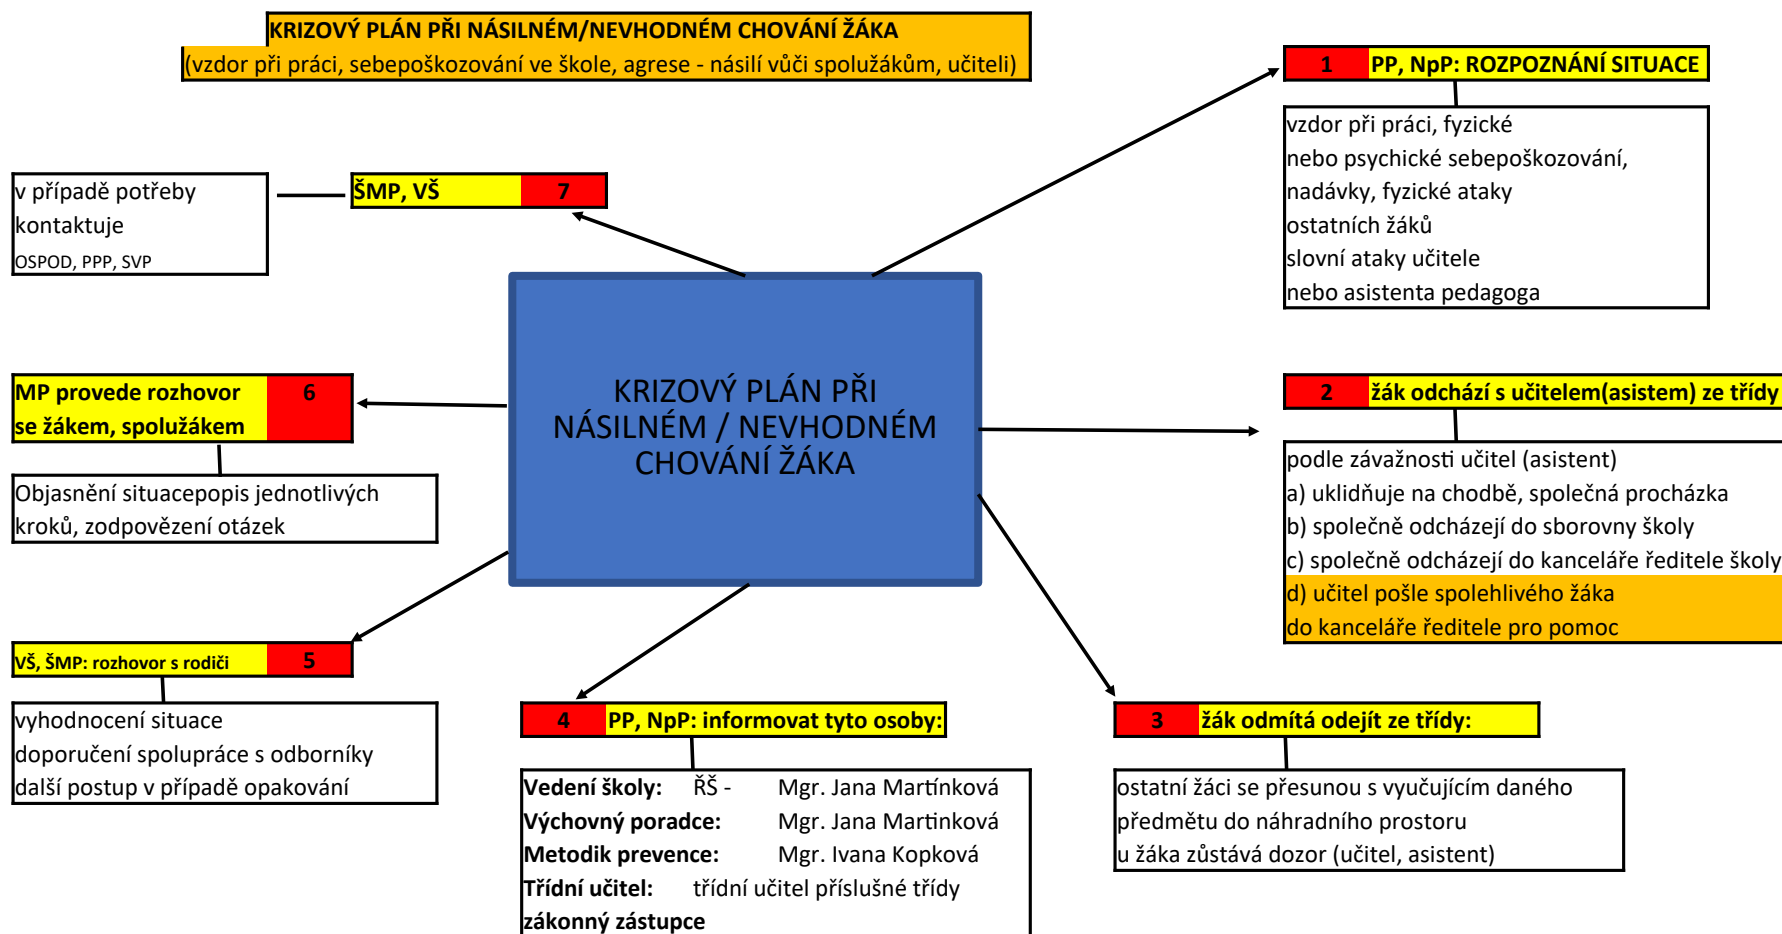 KRIZOVÝ PLÁN PŘI NÁSILNÉM/NEVHODNÉM CHOVÁNÍ ŽÁKA
(vzdor při práci, sebepoškozování ve škole, agrese - násilí vůči spolužákům, učiteli)
1 PP, NpP: ROZPOZNÁNÍ SITUACE
vzdor při práci, fyzické
nebo psychické sebepoškozování,
nadávky, fyzické ataky
ostatních žáků
slovní ataky učitele
nebo asistenta pedagoga
ŠMP, VŠ 7
v případě potřeby
kontaktuje
OSPOD, PPP, SVP
KRIZOVÝ PLÁN PŘI
NÁSILNÉM / NEVHODNÉM
CHOVÁNÍ ŽÁKA
MP provede rozhovor 6
se žákem, spolužákem
Objasnění situacepopis jednotlivých
kroků, zodpovězení otázek
2 žák odchází s učitelem(asistem) ze třídy
podle závažnosti učitel (asistent)
a) uklidňuje na chodbě, společná procházka
b) společně odcházejí do sborovny školy
c) společně odcházejí do kanceláře ředitele školy
d) učitel pošle spolehlivého žáka
do kanceláře ředitele pro pomoc
VŠ, ŠMP: rozhovor s rodiči 5
vyhodnocení situace
doporučení spolupráce s odborníky
další postup v případě opakování
4 PP, NpP: informovat tyto osoby:
Vedení školy: ŘŠ - Mgr. Jana Martínková
Výchovný poradce: Mgr. Jana Martinková
Metodik prevence: Mgr. Ivana Kopková
Třídní učitel: třídní učitel příslušné třídy
zákonný zástupce
3 žák odmítá odejít ze třídy:
ostatní žáci se přesunou s vyučujícím daného
předmětu do náhradního prostoru
u žáka zůstává dozor (učitel, asistent)